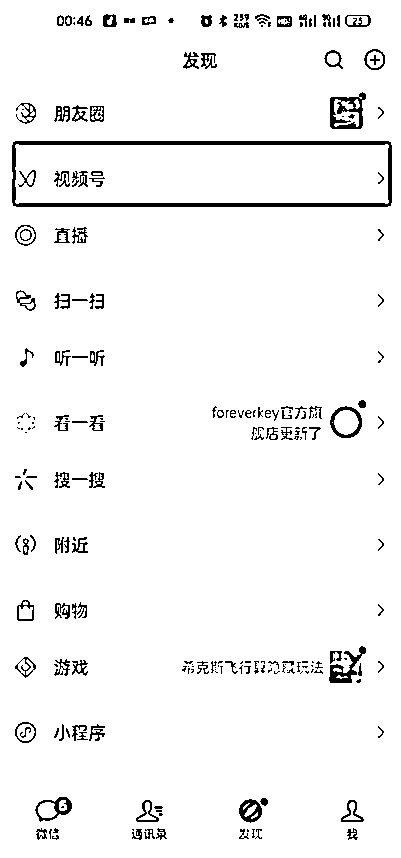 00:46
发现
朋友圈
视频号
直播
扫一扫
听一听
看一看
foreverkey官方旗
舰店更新了
搜一搜
附近
购物
游戏
希克斯飞行器隐藏玩法
小程序
微信
通讯录
发现
我